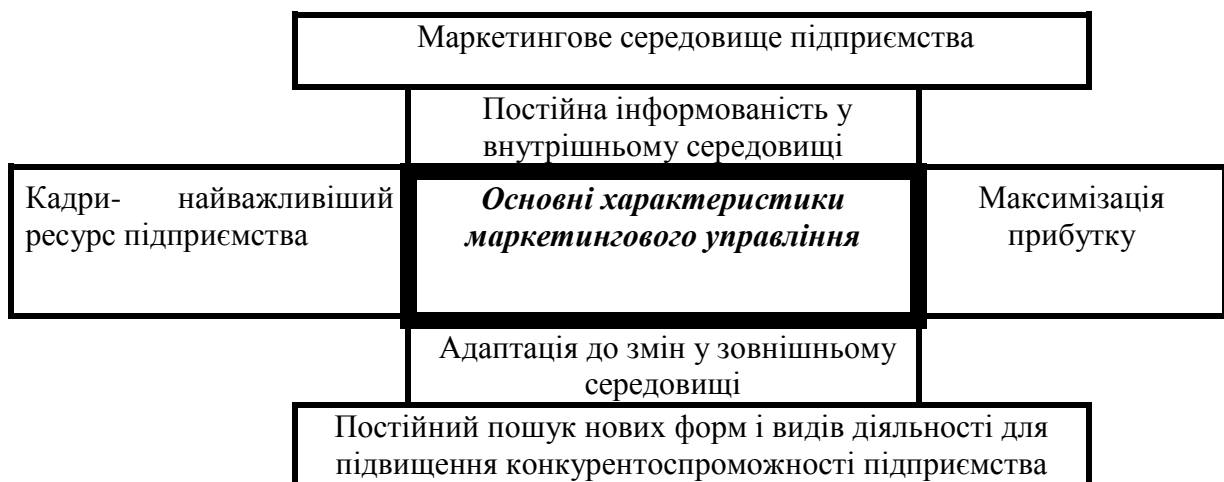 Маркетингове середовище підприємства
Постійна інформованість у
внутрішньому середовищі
Кадри- найважливіший
ресурс підприємства
Основні характеристики
маркетингового управління
Максимізація
прибутку
Адаптація до змін у зовнішньому
середовищі
Постійний пошук нових форм і видів діяльності для
підвищення конкурентоспроможності підприємства